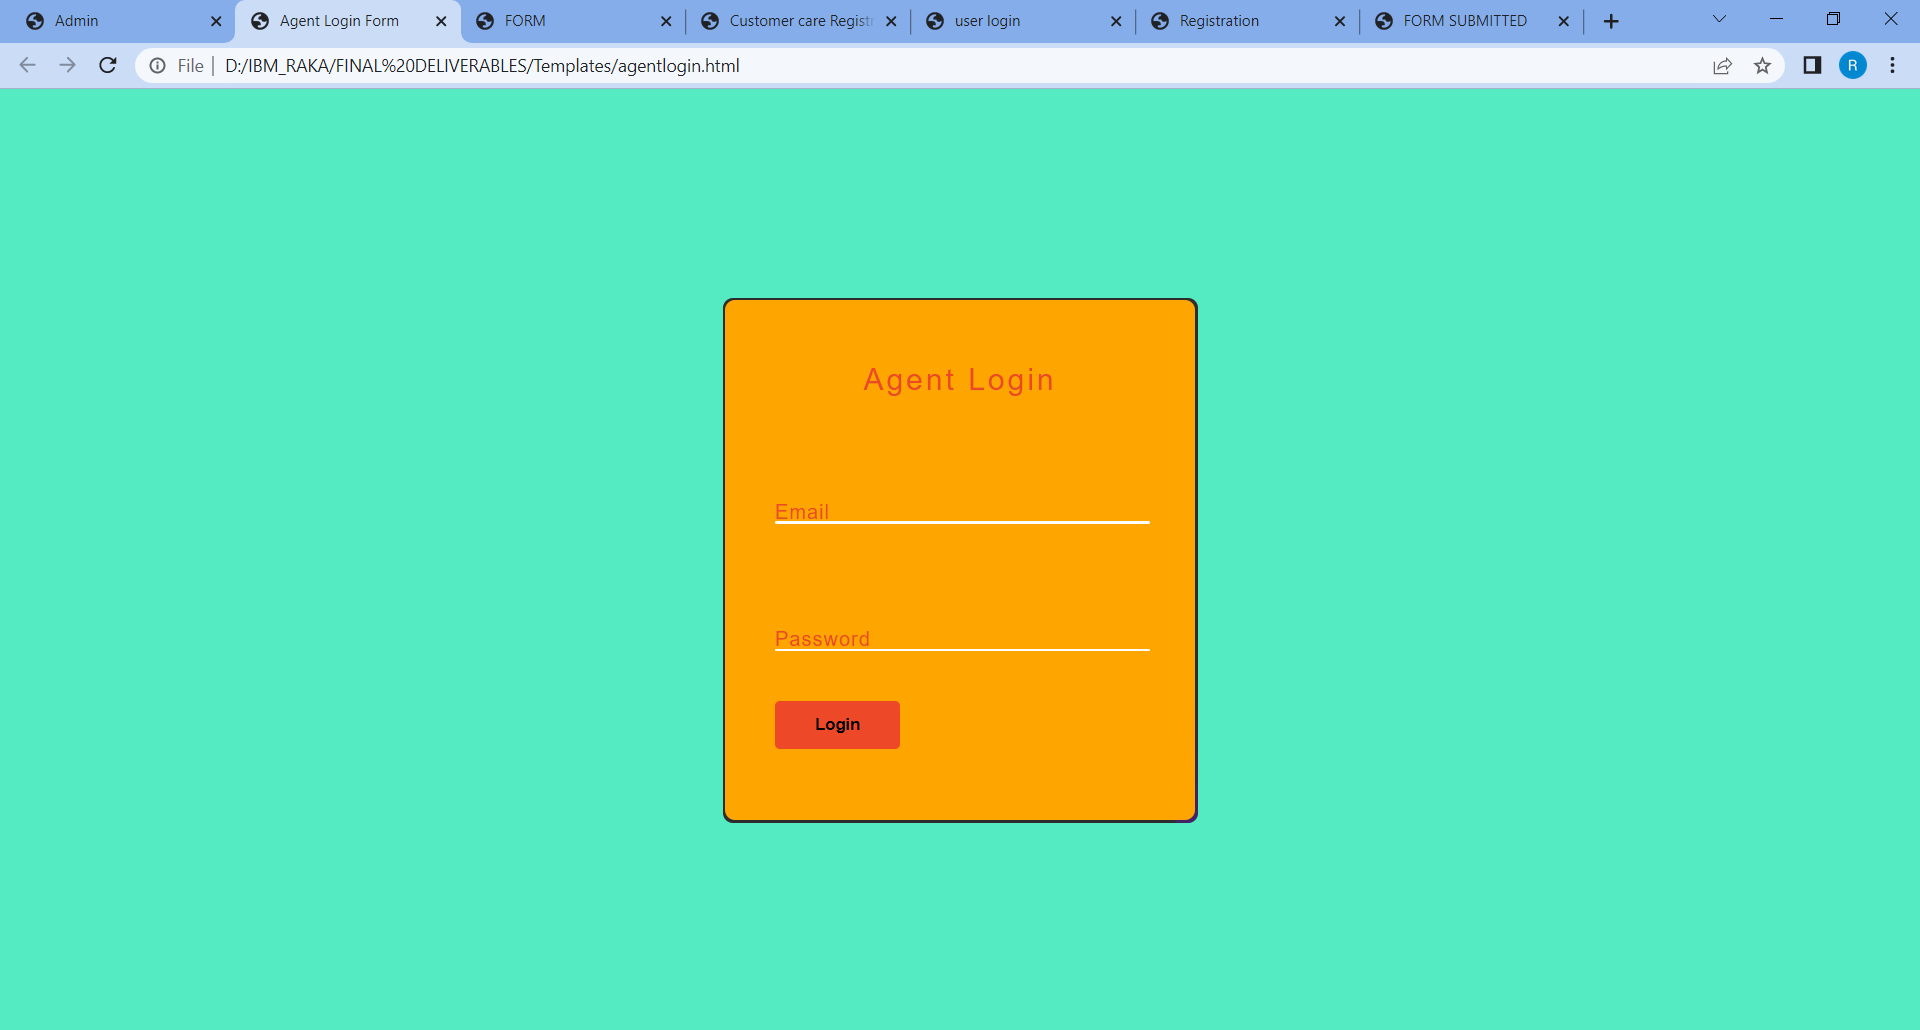 Admin
Agent Login Form
FORM
Customer care Regist
user login
Registration
FORM SUBMITTED
File
D:/IBM_RAKA/FINAL%20DELIVERABLES/Templates/agentlogin.html
R
Agent Login
Email
Password
Login